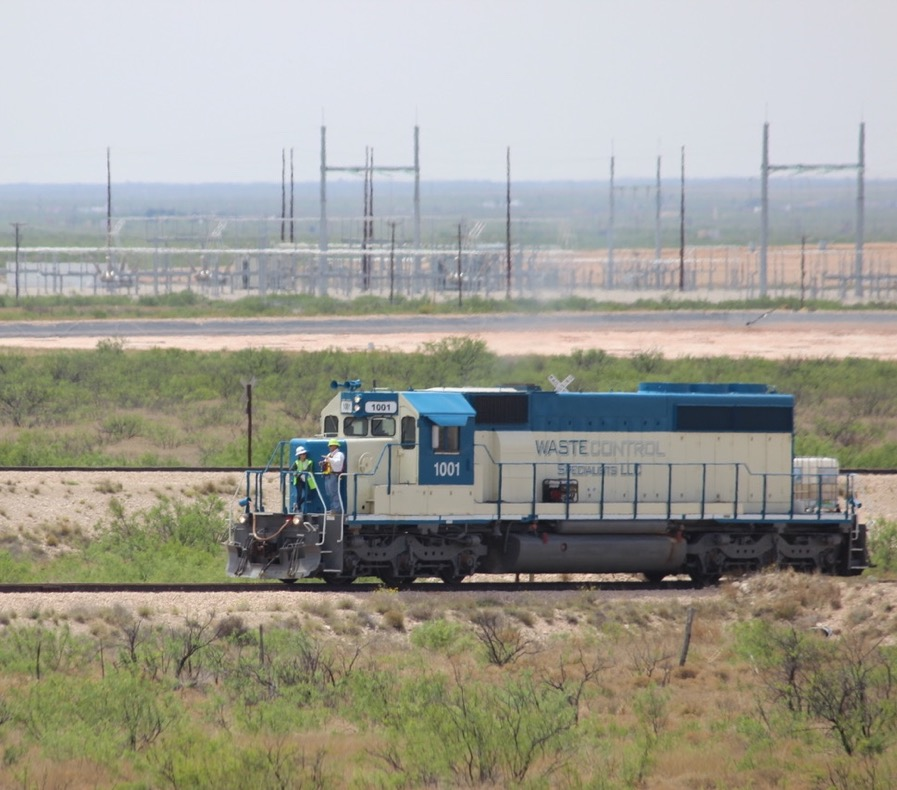 1001
1001
WASTE CONTROL
SPECIALISTS LLC